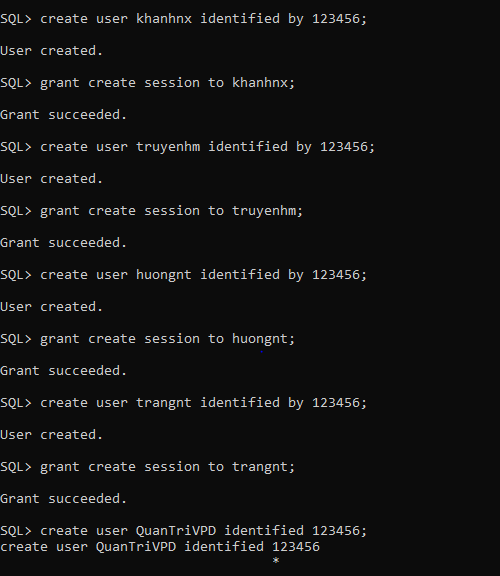 SQL> create user khanhnx identified by 123456;
User created.
SQL> grant create session to khanhnx;
Grant succeeded.
SQL> create user truyenhm identified by 123456;
User created.
SQL> grant create session to truyenhm;
Grant succeeded.
SQL> create user huongnt identified by 123456;
User created.
SQL> grant create session to huongnt;
Grant succeeded.
SQL> create user trangnt identified by 123456;
User created.
SQL> grant create session to trangnt;
Grant succeeded.
SQL> create user QuanTriVPD identified 123456;
create user QuanTriVPD identified 123456
*